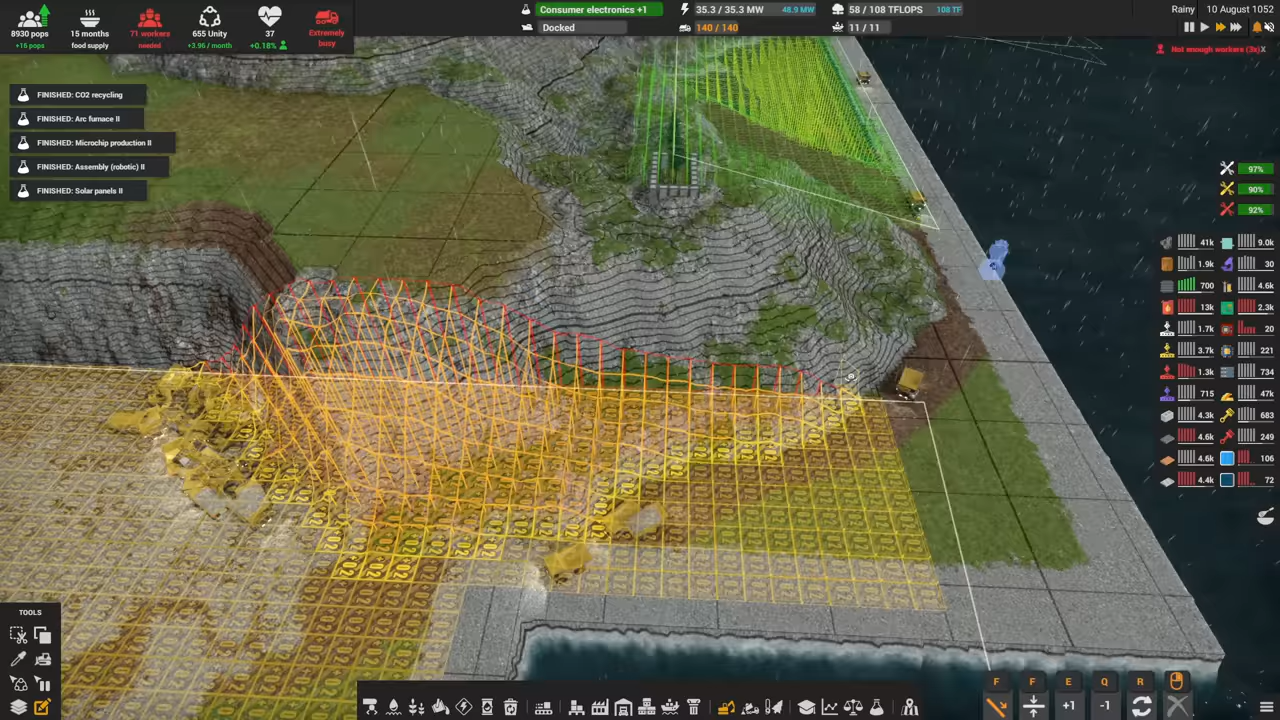 8930 pops
+16 pops
15 months
food supply
71 workers
needed
655 Unity
+3.96 / month
37
+0.18%
Extremely
busy
Consumer electronics +1
Docked
35.3 / 35.3 MW
48.9 MW
140 / 140
58 / 108 TFLOPS
108 TF
11 / 11
Rainy
10 August 1052
Not enough workers (3x)
X
FINISHED: CO2 recycling
FINISHED: Arc furnace II
FINISHED: Microchip production II
FINISHED: Assembly (robotic) II
FINISHED: Solar panels II
97%
90%
92%
41k
9.0k
1.9k
30
700
4.6k
13k
2.3k
1.7k
20
3.7k
221
1.3k
734
715
47k
4.3k
683
4.6k
249
4.6k
106
4.4k
72
TOOLS
F
F
E
Q
R
+1
-1